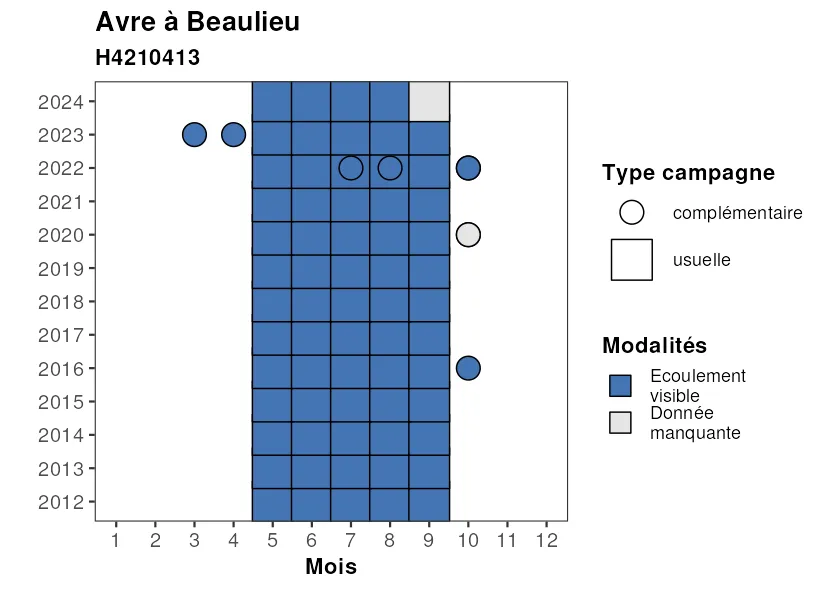 Avre à Beaulieu
H4210413
2024
2023
2022
2021
2020
2019
2018
2017
2016
2015
2014
2013
2012
1 2 3 4 5 6 7 8 9 10 11 12
Mois
Type campagne
complémentaire
usuelle
Modalités
Ecoulement
visible
Donnée
manquante